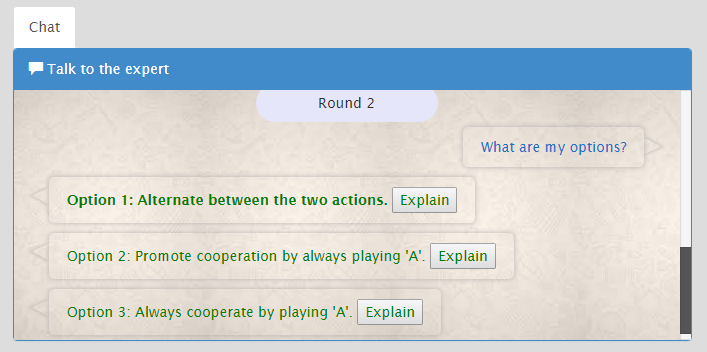 Chat
Talk to the expert
Round 2
What are my options?
Option 1: Alternate between the two actions. Explain
Option 2: Promote cooperation by always playing 'A'. Explain
Option 3: Always cooperate by playing 'A'. Explain